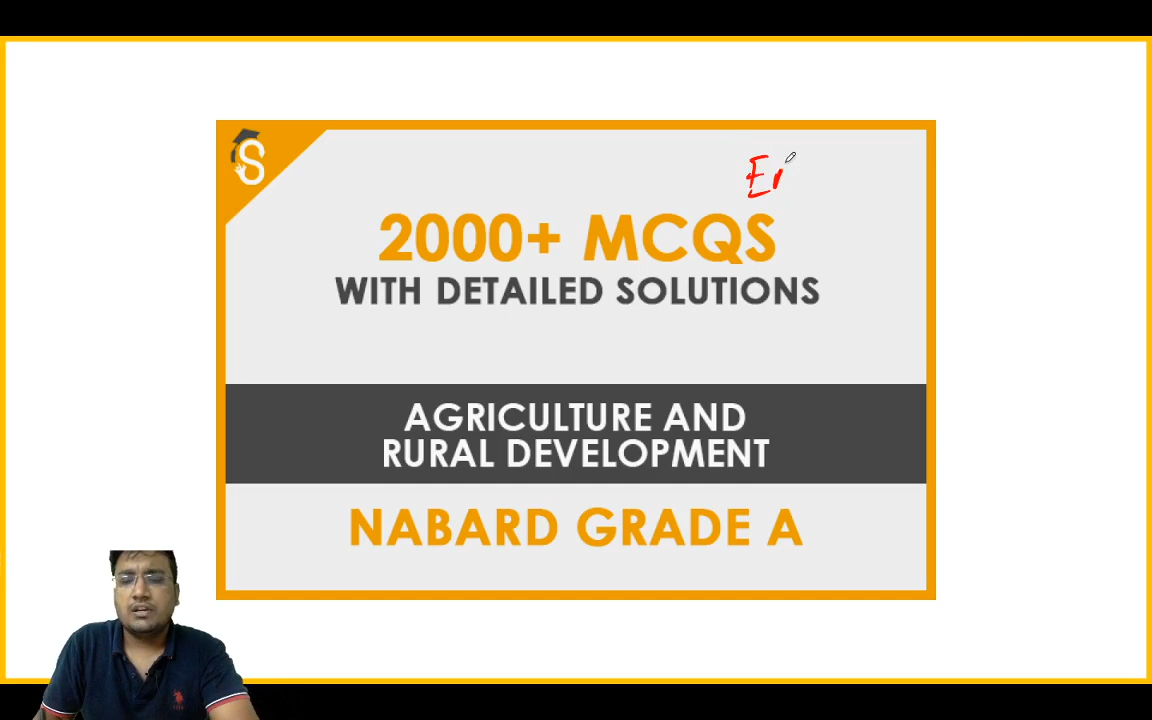 2000+ MCQS
WITH DETAILED SOLUTIONS
AGRICULTURE AND
RURAL DEVELOPMENT
NABARD GRADE A